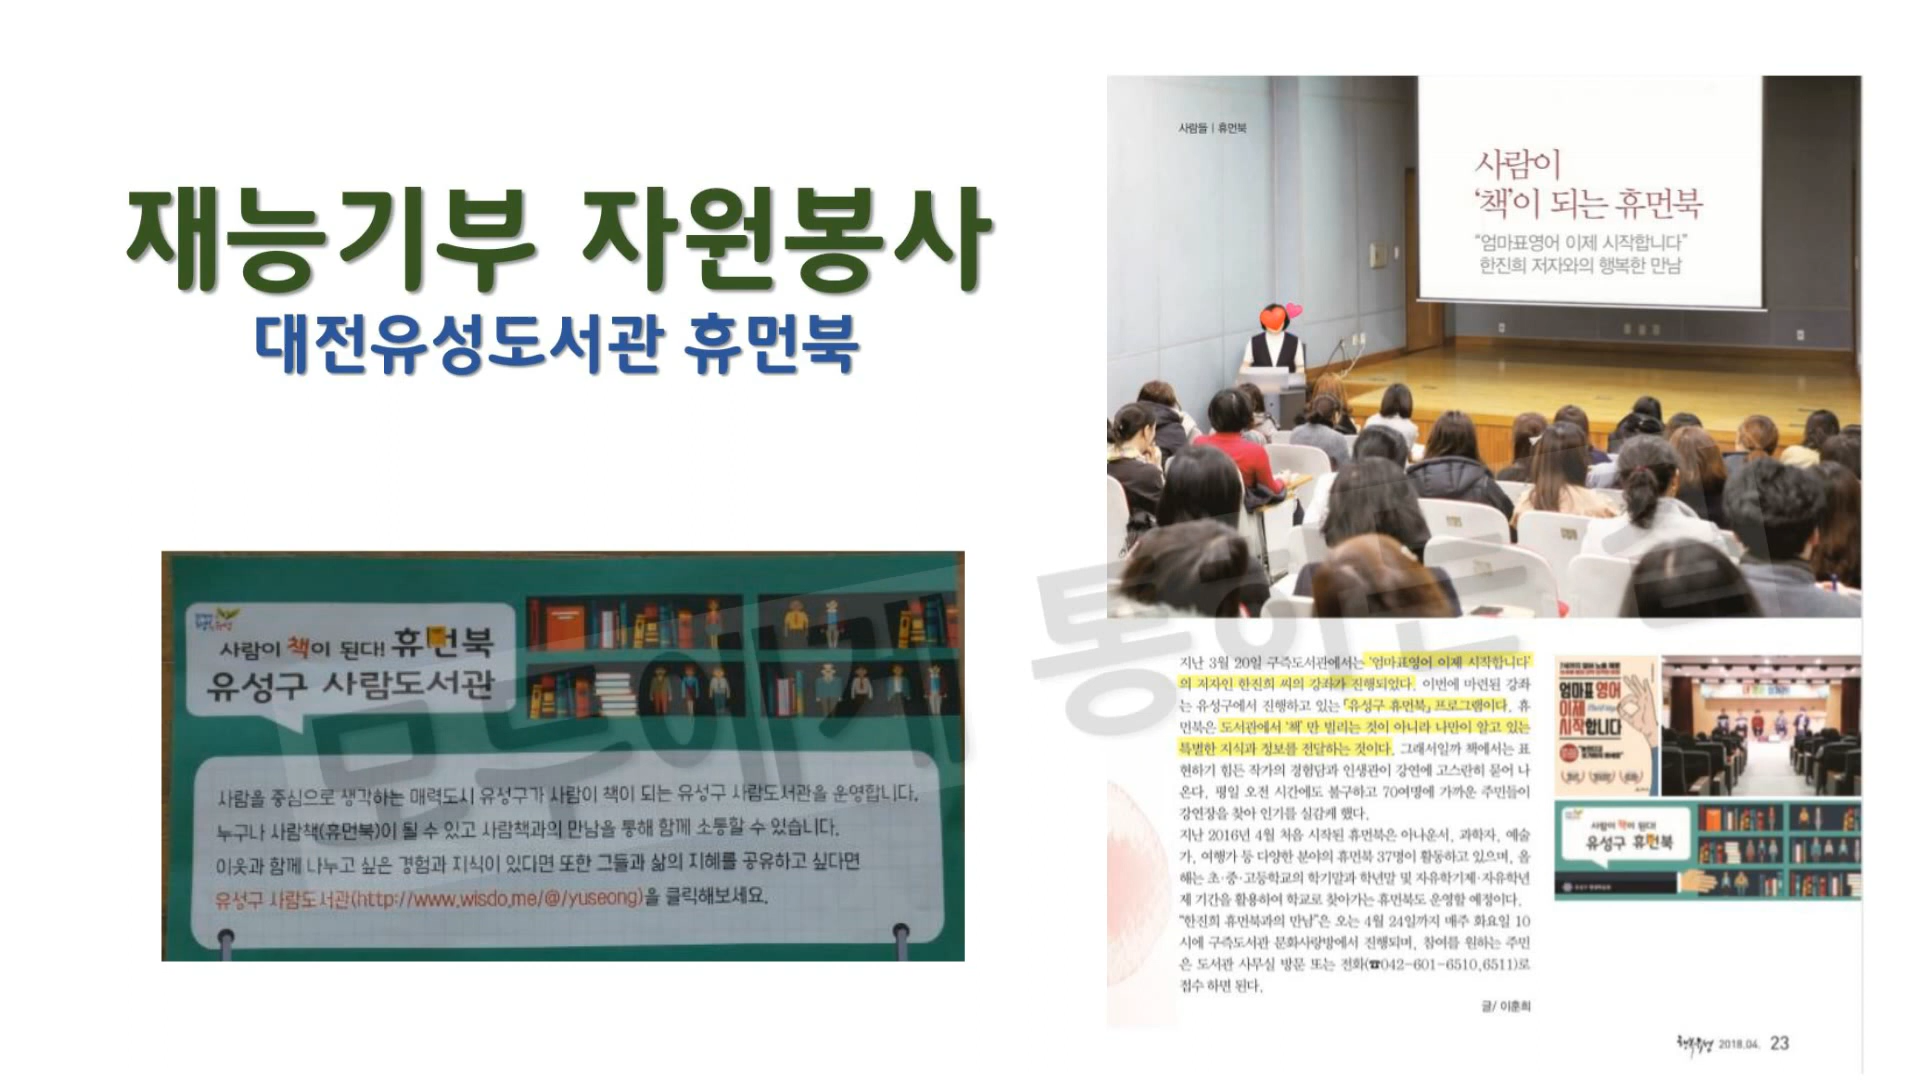 재능기부 자원봉사
대전유성도서관 휴먼북
사람이 책이 된다! 휴먼북
유성구 사람도서관
사람을 중심으로 생각하는 매력도시 유성구가 사람이 책이 되는 유성구 사람도서관을 운영합니다.
누구나 사람책(휴먼북)이 될 수 있고 사람책과의 만남을 통해 함께 소통할 수 있습니다.
이웃과 함께 나누고 싶은 경험과 지식이 있다면 또한 그들과 삶의 지혜를 공유하고 싶다면
유성구 사람도서관(http://www.wisdo.me/@/yuseong)을 클릭해보세요.
사람들 | 휴먼북
사람이
‘책’이 되는 휴먼북
“엄마표영어 이제 시작합니다”
한진희 저자와의 행복한 만남
지난 3월 20일 구즉도서관에서는 ‘엄마표영어 이제 시작합니다’
의 저자인 한진희 씨의 강좌가 진행되었다. 이번에 마련된 강좌
는 유성구에서 진행하고 있는 「유성구 휴먼북」 프로그램이다. 휴
먼북은 도서관에서 ‘책’ 만 빌리는 것이 아니라 나만이 알고 있는
특별한 지식과 정보를 전달하는 것이다. 그래서일까 책에서는 표
현하기 힘든 작가의 경험담과 인생관이 강연에 고스란히 묻어 나
온다. 평일 오전 시간에도 불구하고 70여명에 가까운 주민들이
강연장을 찾아 인기를 실감케 했다.
지난 2016년 4월 처음 시작된 휴먼북은 아나운서, 과학자, 예술
가, 여행가 등 다양한 분야의 휴먼북 37명이 활동하고 있으며, 올
해는 초·중·고등학교의 학기말과 학년말 및 자유학기제·자유학년
제 기간을 활용하여 학교로 찾아가는 휴먼북도 운영할 예정이다.
“한진희 휴먼북과의 만남”은 오는 4월 24일까지 매주 화요일 10
시에 구즉도서관 문화사랑방에서 진행되며, 참여를 원하는 주민
은 도서관 사무실 방문 또는 전화(☎042-601-6510,6511)로
접수 하면 된다.
글/ 이훈희
엄마표 영어
이제
시작합니다
사람이 책이 된다!
유성구 휴먼북
행복유성 2018.04. 23
모두에게 통하는 길